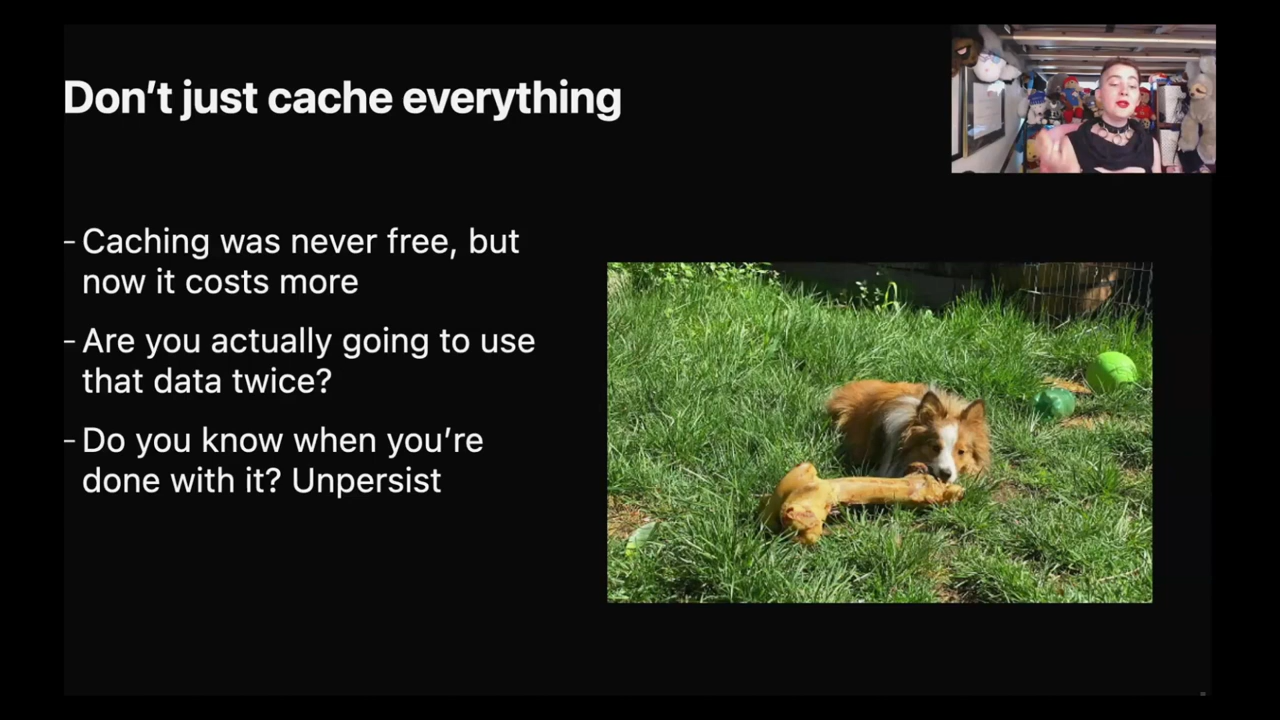 Don’t just cache everything
- Caching was never free, but
now it costs more
- Are you actually going to use
that data twice?
- Do you know when you’re
done with it? Unpersist